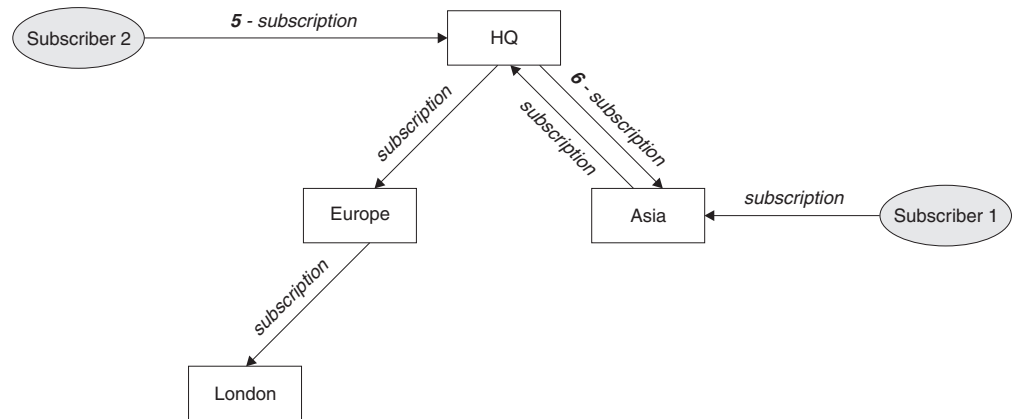 Subscriber 2
5 - subscription
HQ
subscription
subscription
6 - subscription
Europe
Asia
subscription
Subscriber 1
subscription
London